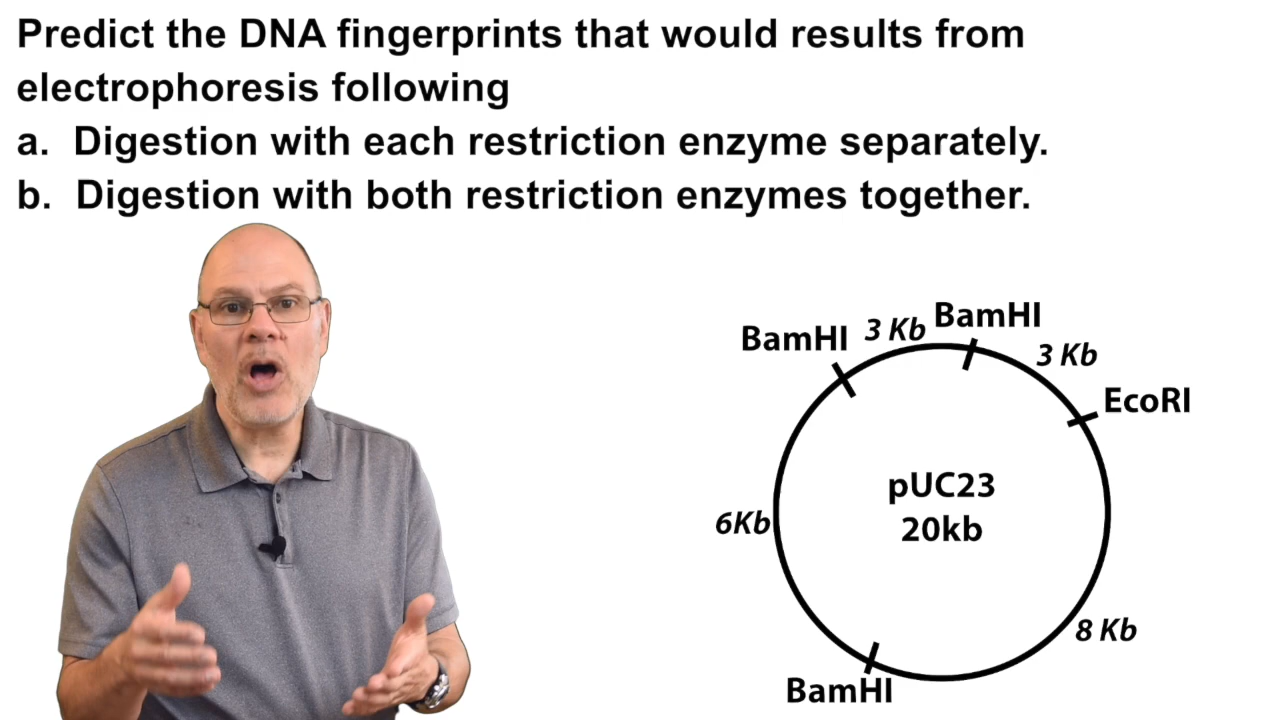 Predict the DNA fingerprints that would results from
electrophoresis following
a. Digestion with each restriction enzyme separately.
b. Digestion with both restriction enzymes together.
BamHI 3 Kb BamHI
3 Kb
EcoRI
pUC23
20kb
6Kb
8 Kb
BamHI